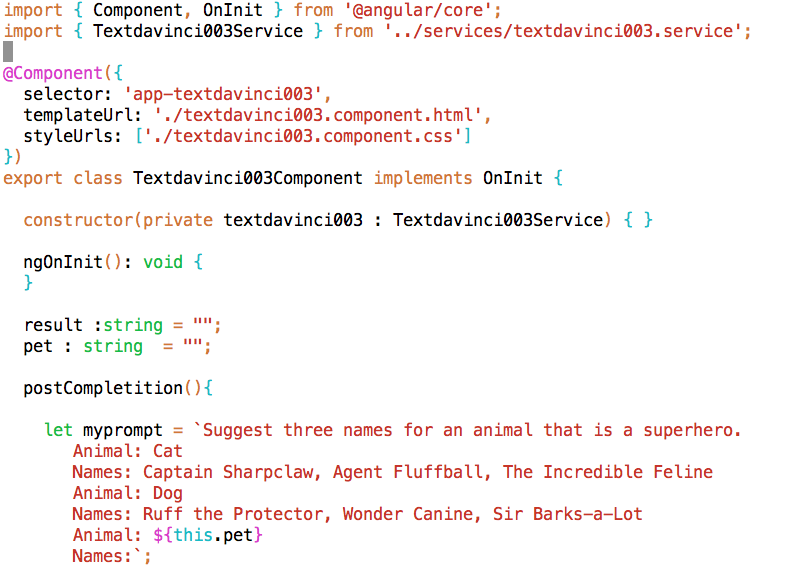 import { Component, OnInit } from '@angular/core';
import { Textdavinci003Service } from '../services/textdavinci003.service';
@Component({
selector: 'app-textdavinci003',
templateUrl: './textdavinci003.component.html',
styleUrls: ['./textdavinci003.component.css']
})
export class Textdavinci003Component implements OnInit {
constructor(private textdavinci003 : Textdavinci003Service) { }
ngOnInit(): void {
}
result :string = "";
pet : string  = "";
postCompletition(){
let myprompt = `Suggest three names for an animal that is a superhero.
Animal: Cat
Names: Captain Sharpclaw, Agent Fluffball, The Incredible Feline
Animal: Dog
Names: Ruff the Protector, Wonder Canine, Sir Barks-a-Lot
Animal: ${this.pet}
Names:`;